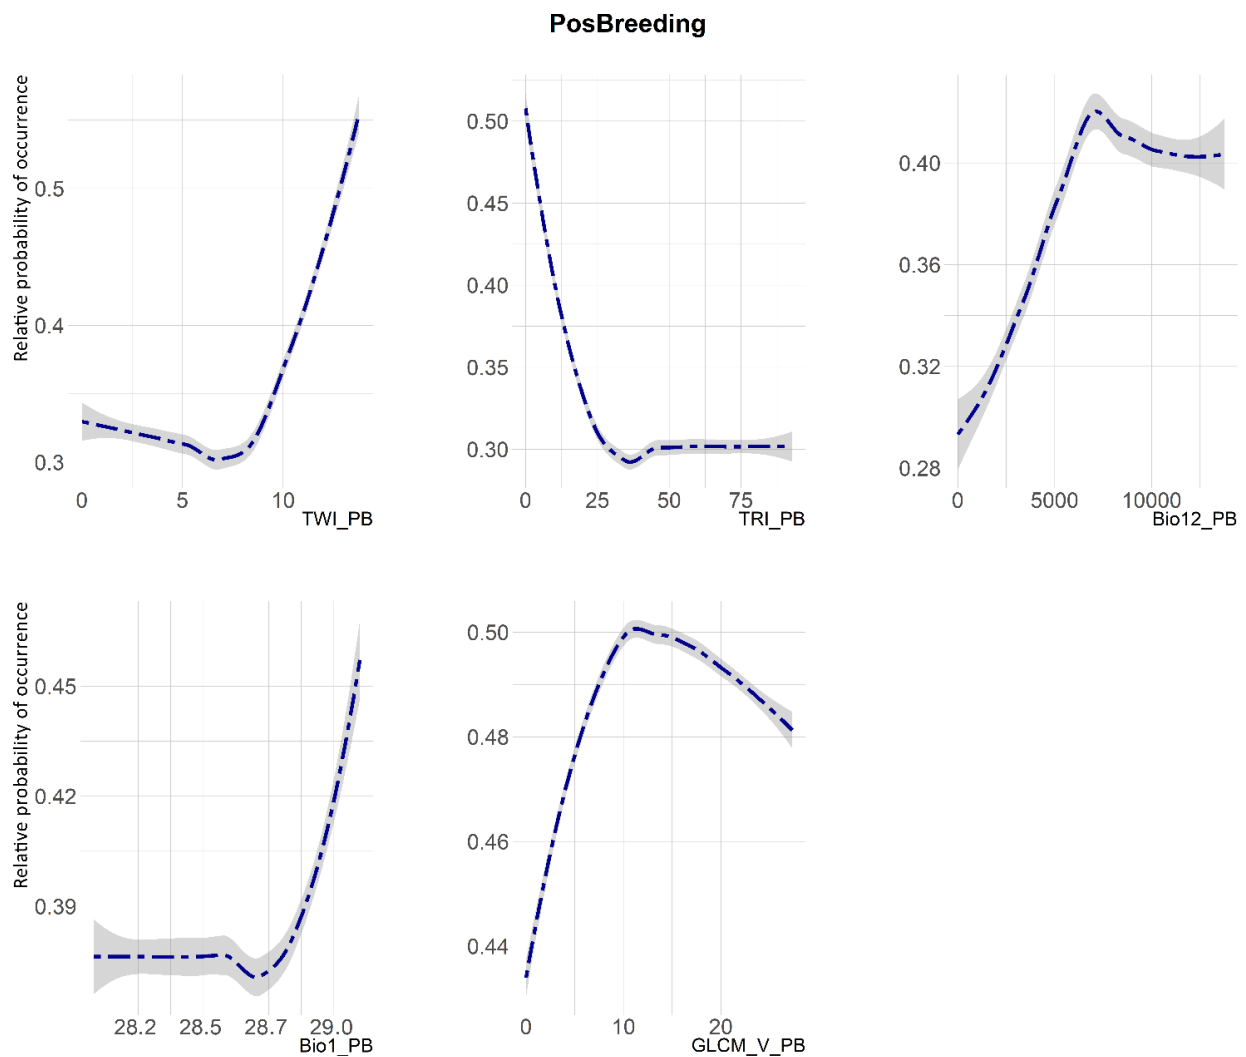 PosBreeding
Relative probability of occurrence
0.5
0.4
0.3
0 5 10
TWI_PB
0.50
0.45
0.40
0.35
0.30
0 25 50 75
TRI_PB
0.40
0.36
0.32
0.28
0 5000 10000
Bio12_PB
Relative probability of occurrence
0.45
0.42
0.39
28.2 28.5 28.7 29.0
Bio1_PB
0.50
0.48
0.46
0.44
0 10 20
GLCM_V_PB